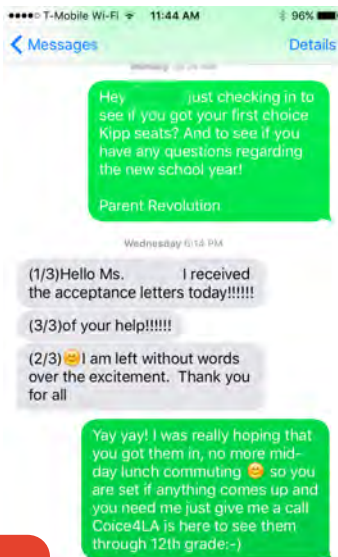 T-Mobile Wi-Fi 11:44 AM 96%
Messages Details
Hey just checking in to
see if you got your first choice
Kipp seats? And to see if you
have any questions regarding
the new school year!
Parent Revolution
Wednesday 6:14 PM
(1/3)Hello Ms. I received
the acceptance letters today!!!!!!
(3/3)of your help!!!!!!
(2/3)😊I am left without words
over the excitement. Thank you
for all
Yay yay! I was really hoping that
you got them in, no more mid-
day lunch commuting 😊 so you
are set if anything comes up and
you need me just give me a call
Coice4LA is here to see them
through 12th grade:-)